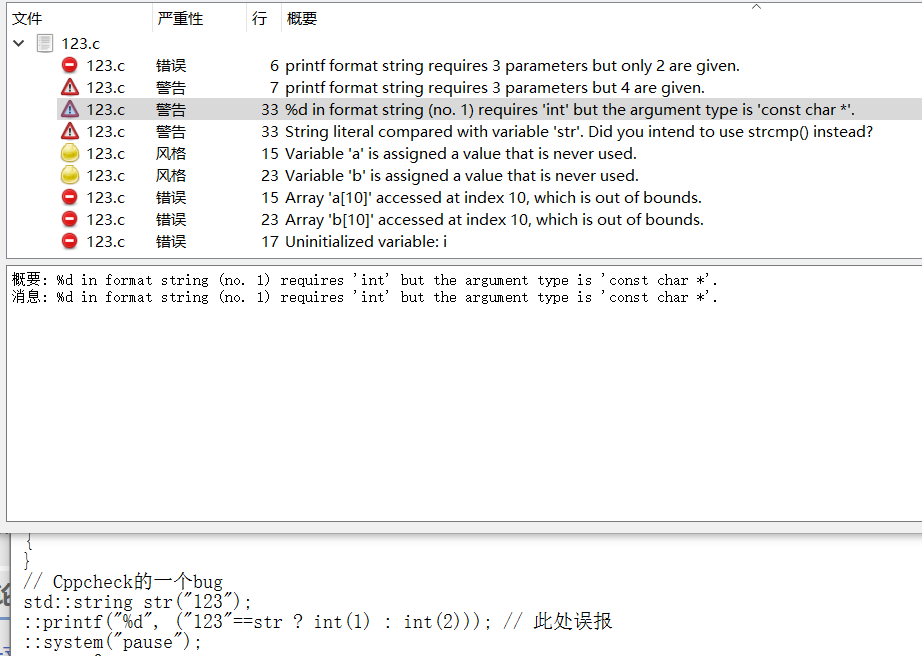 文件 严重性 行 概要
123.c
123.c 错误 6 printf format string requires 3 parameters but only 2 are given.
123.c 警告 7 printf format string requires 3 parameters but 4 are given.
123.c 警告 33 %d in format string (no. 1) requires 'int' but the argument type is 'const char *'.
123.c 警告 33 String literal compared with variable 'str'. Did you intend to use strcmp() instead?
123.c 风格 15 Variable 'a' is assigned a value that is never used.
123.c 风格 23 Variable 'b' is assigned a value that is never used.
123.c 错误 15 Array 'a[10]' accessed at index 10, which is out of bounds.
123.c 错误 23 Array 'b[10]' accessed at index 10, which is out of bounds.
123.c 错误 17 Uninitialized variable: i
概要: %d in format string (no. 1) requires 'int' but the argument type is 'const char *'.
消息: %d in format string (no. 1) requires 'int' but the argument type is 'const char *'.
{
}
// Cppcheck的一个bug
std::string str("123");
::printf("%d", ("123"==str ? int(1) : int(2))); // 此处误报
::system("pause");